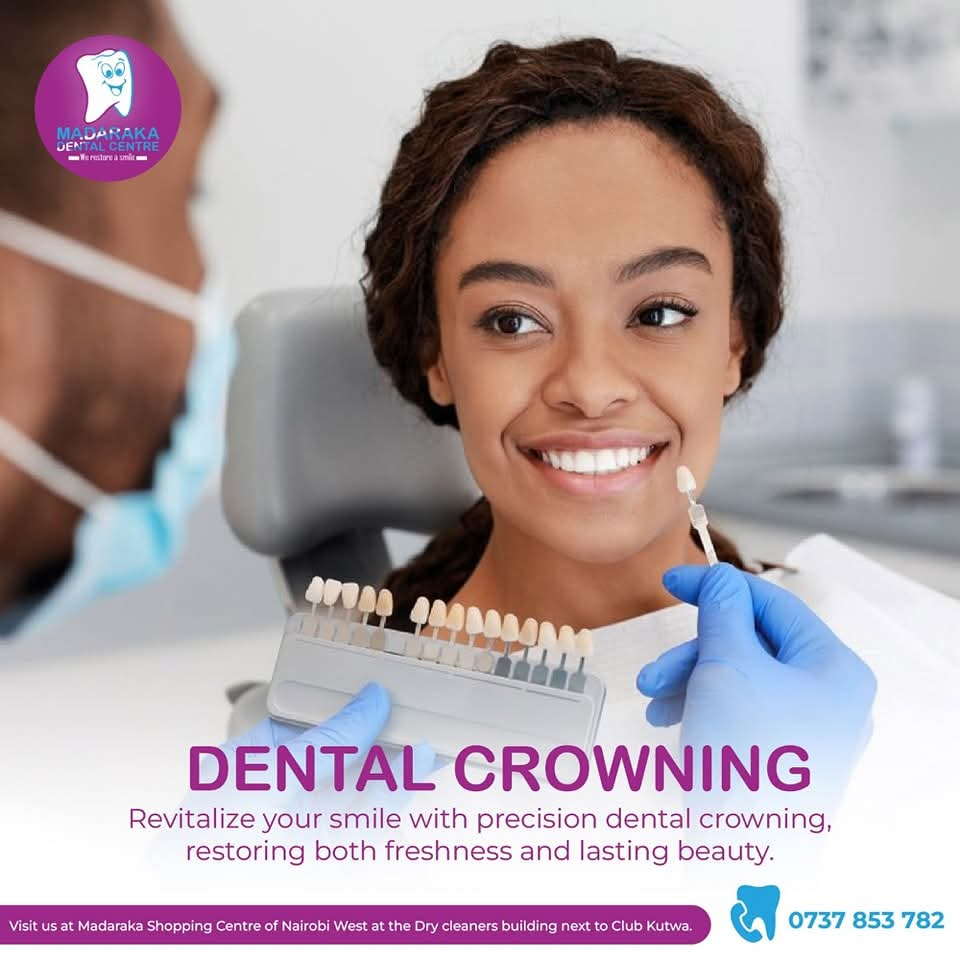 MADARAKA
DENTAL CENTRE
We restore a smile
DENTAL CROWNING
Revitalize your smile with precision dental crowning,
restoring both freshness and lasting beauty.
Visit us at Madaraka Shopping Centre of Nairobi West at the Dry cleaners building next to Club Kutwa.
0737 853 782